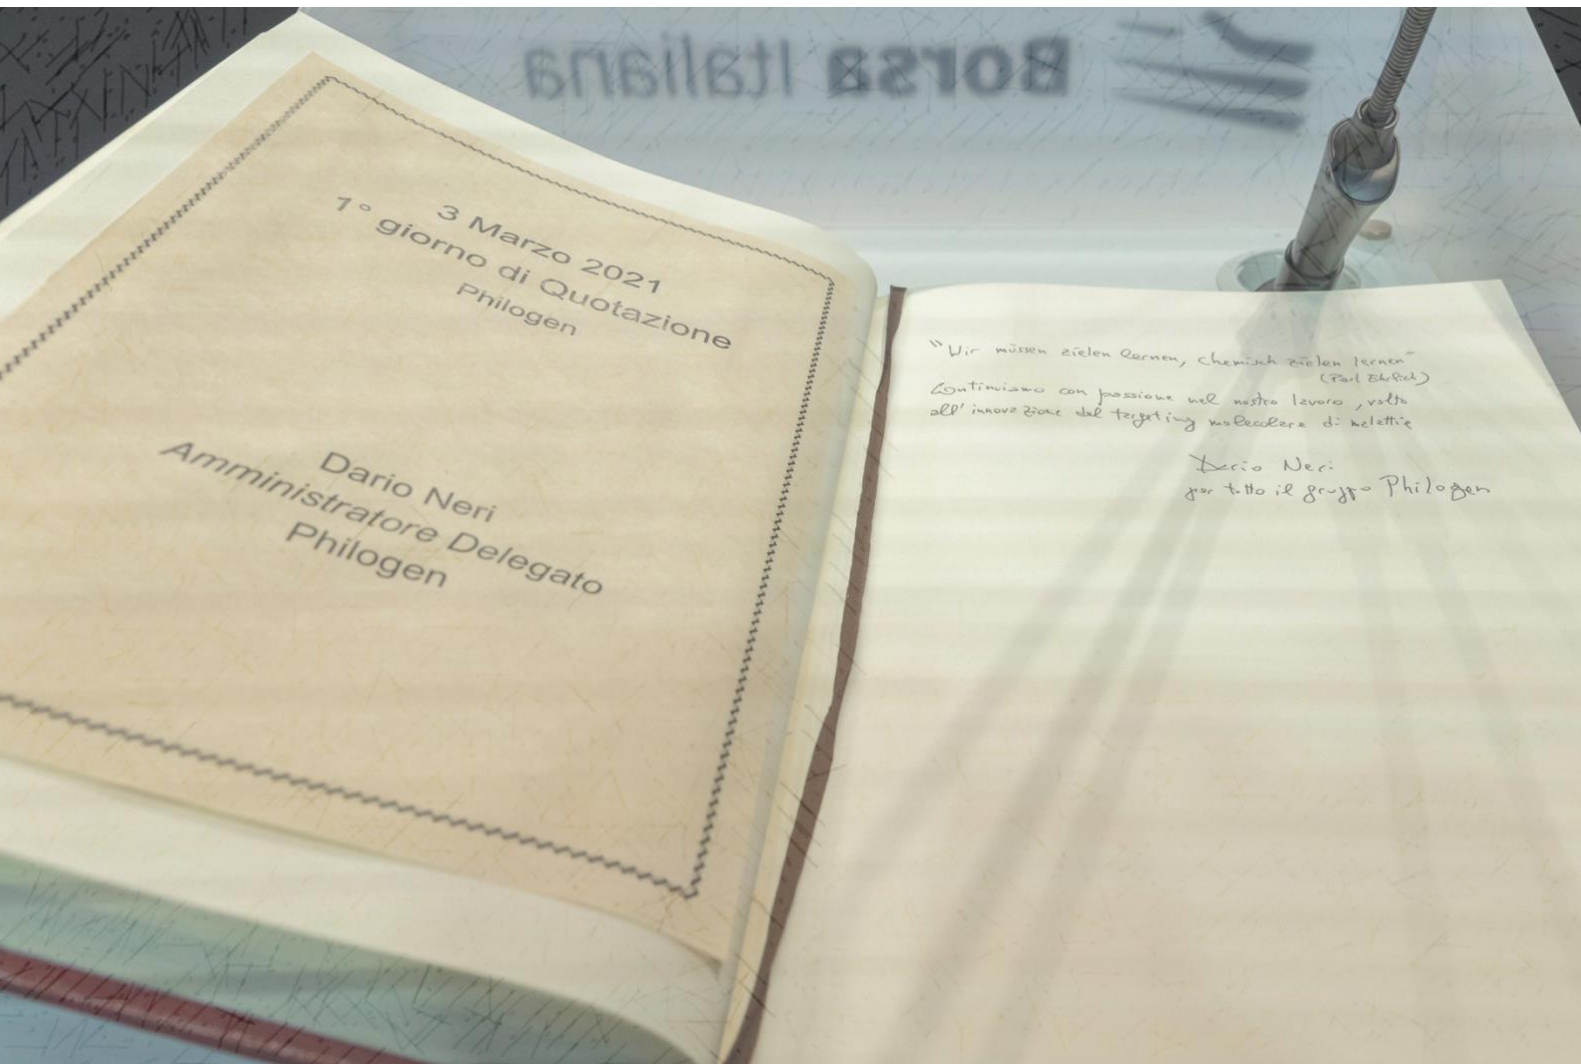 Borsa Italiana
3 Marzo 2021
1° giorno di Quotazione
Philogen
Dario Neri
Amministratore Delegato
Philogen
"Wir müssen zielen lernen, chemisch zielen lernen"
(Paul Ehrlich)
Continuiamo con passione nel nostro lavoro, volto
all'innovazione del targeting molecolare di malattie
Dario Neri
per tutto il gruppo Philogen